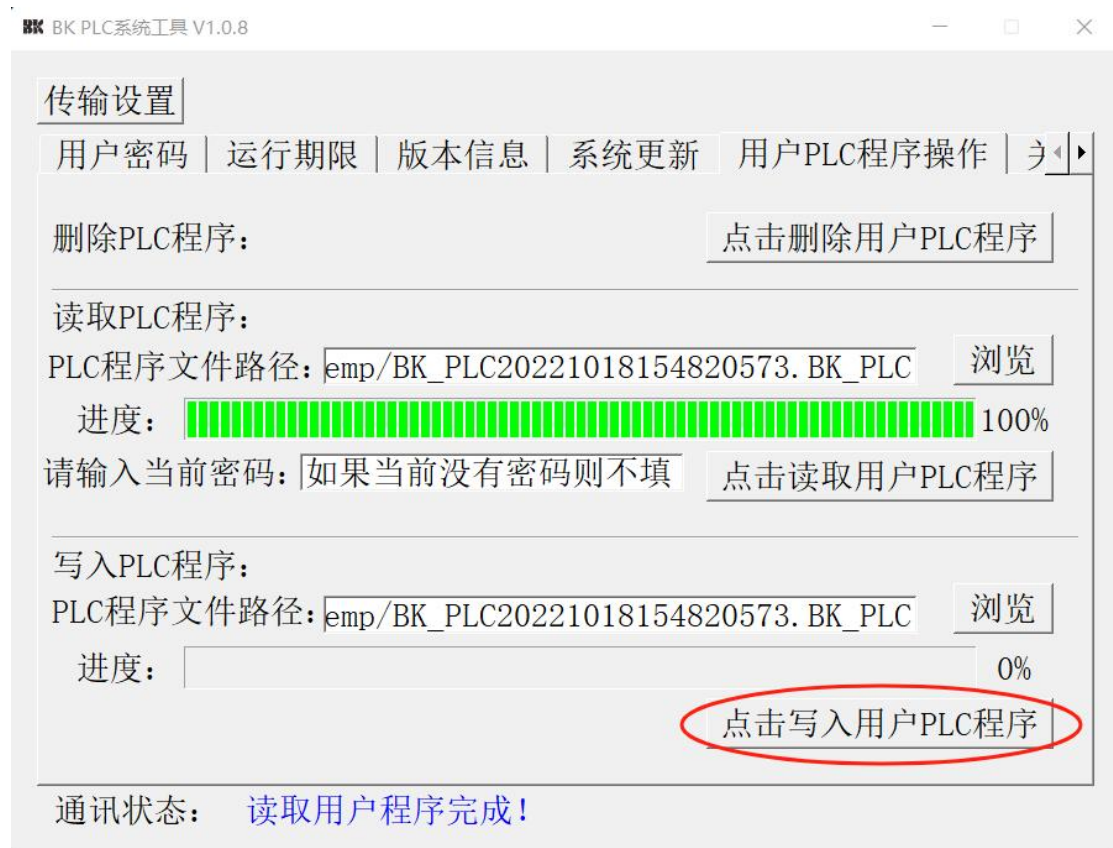 BK BK PLC系统工具 V1.0.8
传输设置
用户密码 运行期限 版本信息 系统更新 用户PLC程序操作
删除PLC程序： 点击删除用户PLC程序
读取PLC程序：
PLC程序文件路径：emp/BK_PLC20221018154820573.BK_PLC 浏览
进度： 100%
请输入当前密码：如果当前没有密码则不填 点击读取用户PLC程序
写入PLC程序：
PLC程序文件路径：emp/BK_PLC20221018154820573.BK_PLC 浏览
进度： 0%
点击写入用户PLC程序
通讯状态： 读取用户程序完成！